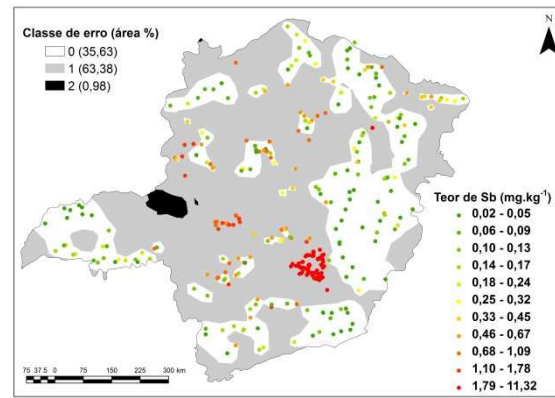 Classe de erro (área %)
0 (35,63)
1 (63,38)
2 (0,98)
N
Teor de Sb (mg.kg⁻¹)
0,02 - 0,05
0,06 - 0,09
0,10 - 0,13
0,14 - 0,17
0,18 - 0,24
0,25 - 0,32
0,33 - 0,45
0,46 - 0,67
0,68 - 1,09
1,10 - 1,78
1,79 - 11,32
75 37.5 0 75 150 225 300 km